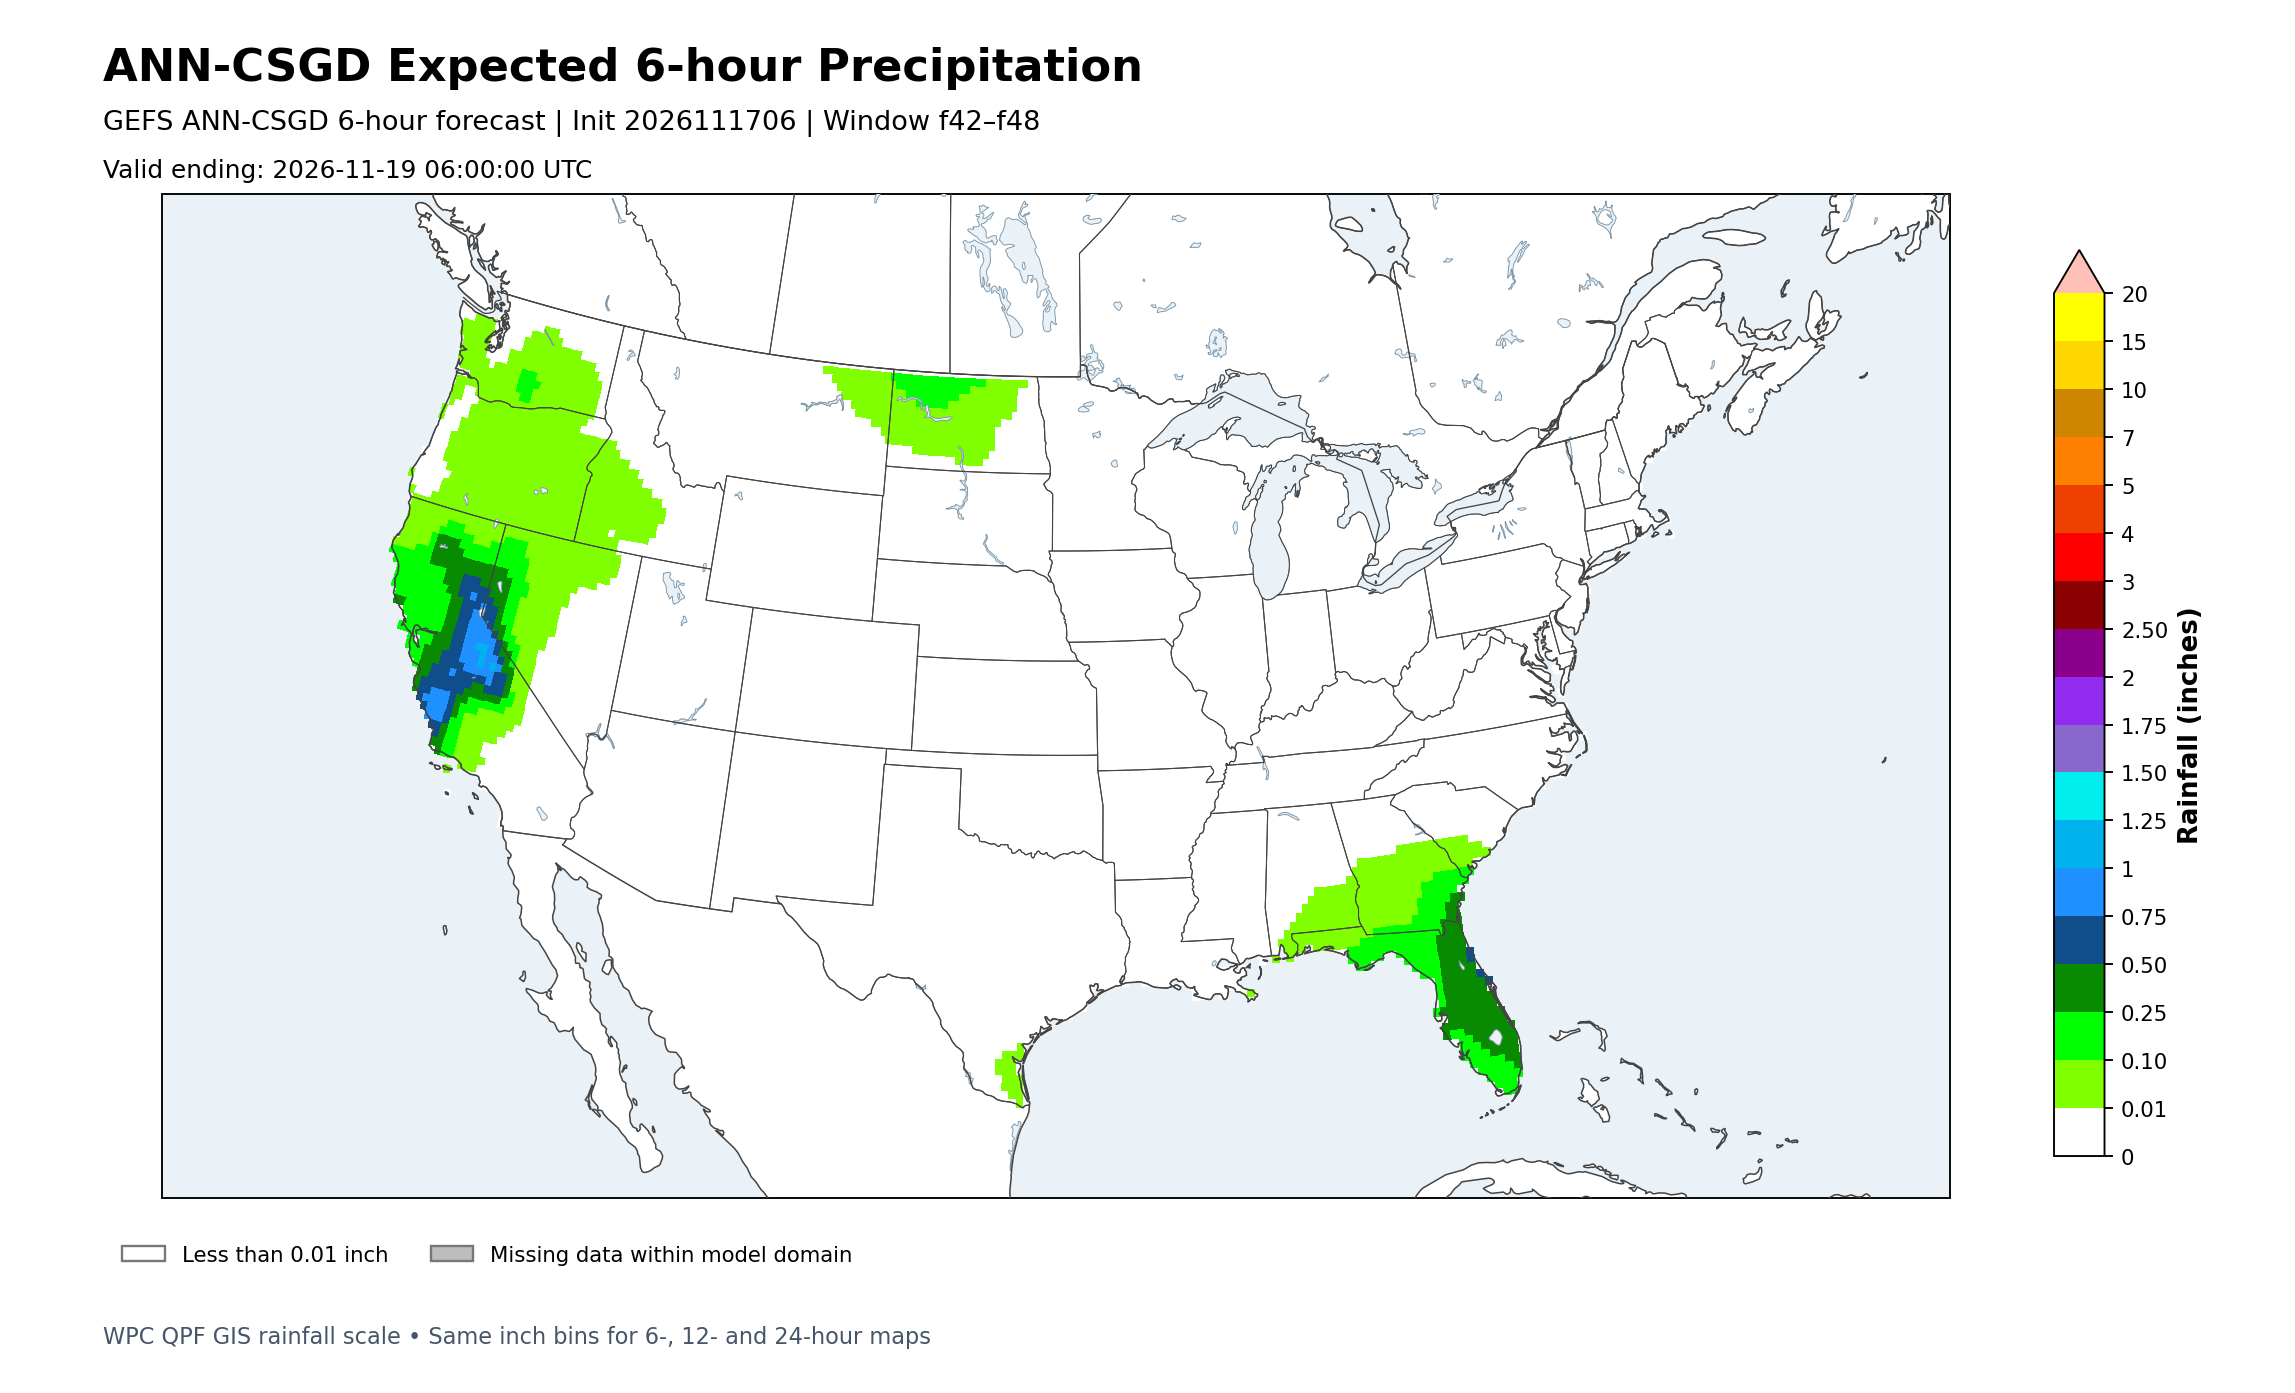 ANN-CSGD Expected 6-hour Precipitation
GEFS ANN-CSGD 6-hour forecast | Init 2026111706 | Window f42–f48
Valid ending: 2026-11-19 06:00:00 UTC
20
15
10
7
5
4
3
2.50
2
1.75
1.50
1.25
1
0.75
0.50
0.25
0.10
0.01
0
Rainfall (inches)
Less than 0.01 inch
Missing data within model domain
WPC QPF GIS rainfall scale • Same inch bins for 6-, 12- and 24-hour maps